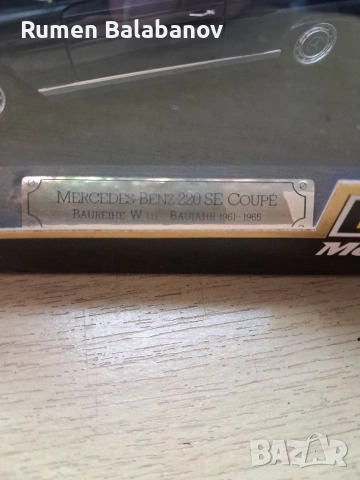 Rumen Balabanov
MERCEDES-BENZ 220 SE COUPÉ
BAUREIHE W 111 - BAUJAHR 1961-1965
BAZAR